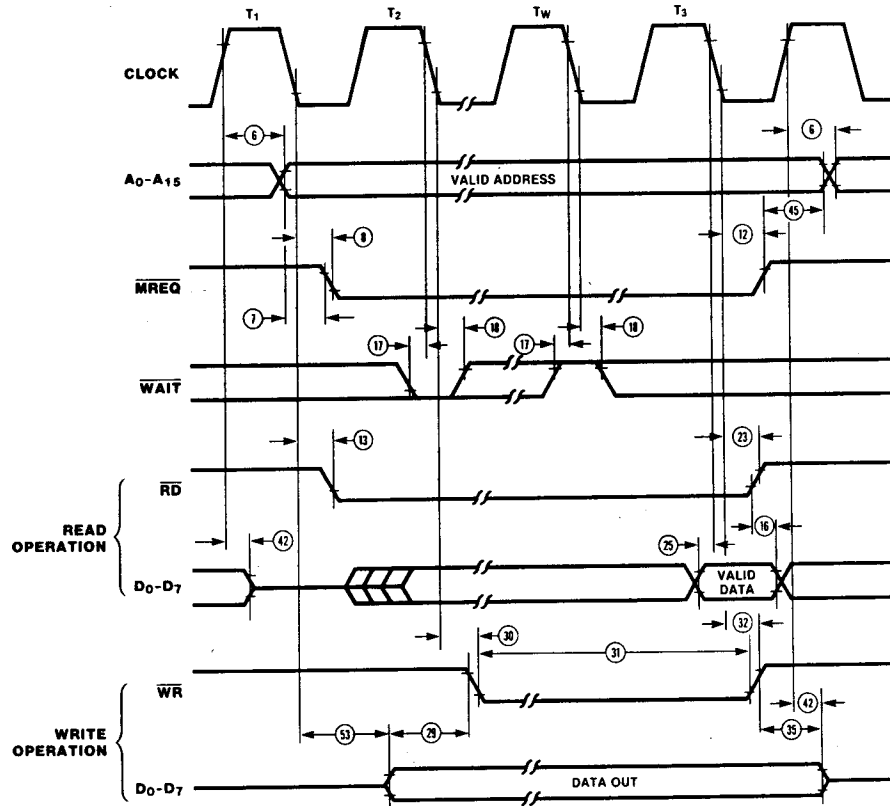 T1 T2 TW T3
CLOCK
6 6
A0-A15 VALID ADDRESS
45
8 12
MREQ
7
17 18 17 18
WAIT
13 23
RD
READ OPERATION
42 25 16
D0-D7 VALID DATA
30 31 32
WR
42
WRITE OPERATION
53 29 35
D0-D7 DATA OUT